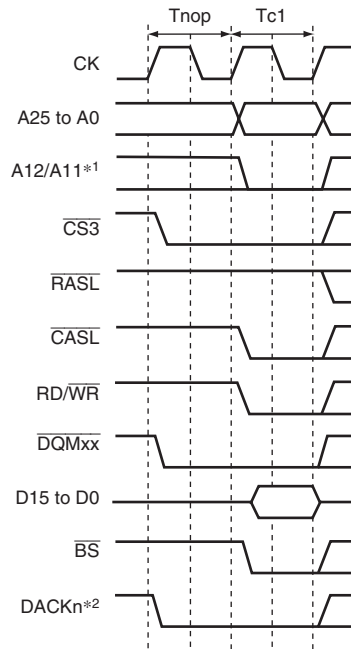 Tnop Tc1
CK
A25 to A0
A12/A11*1
CS3
RASL
CASL
RD/WR
DQMxx
D15 to D0
BS
DACKn*2